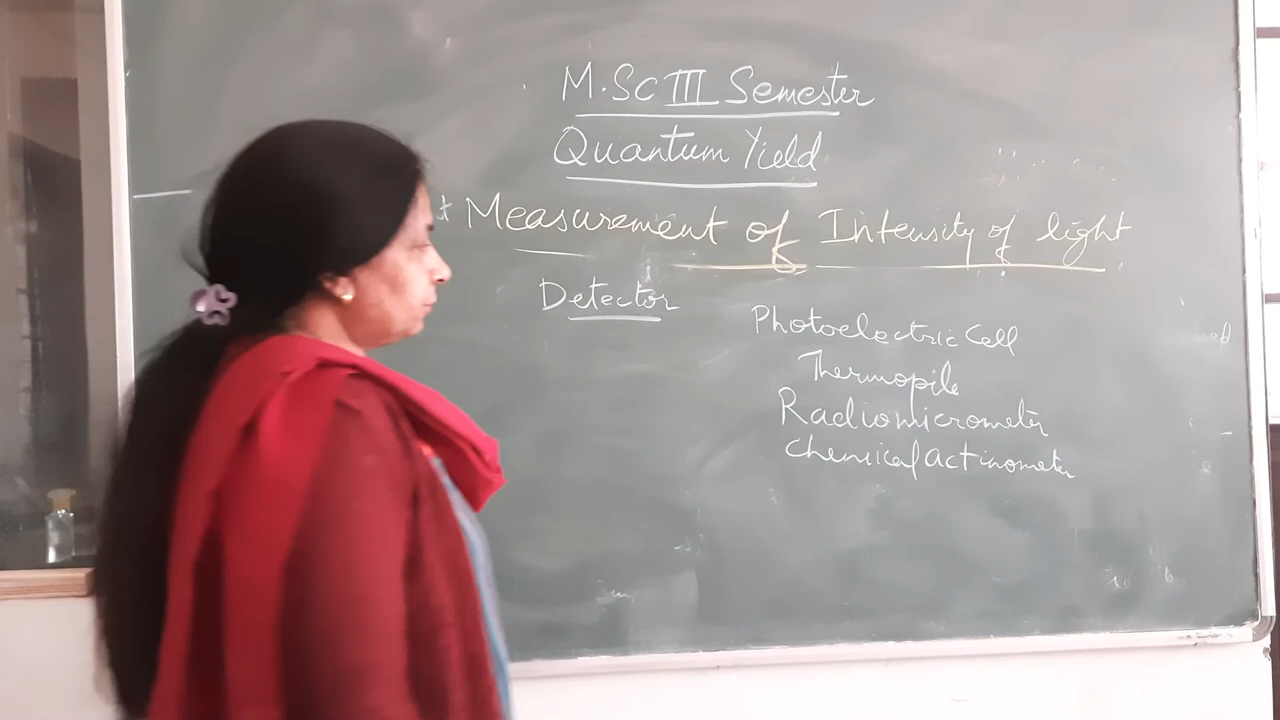 M.Sc III Semester
Quantum Yield
Measurement of Intensity of light
Detector
Photoelectric Cell
Thermopile
Radiomicrometer
Chemical actinometer